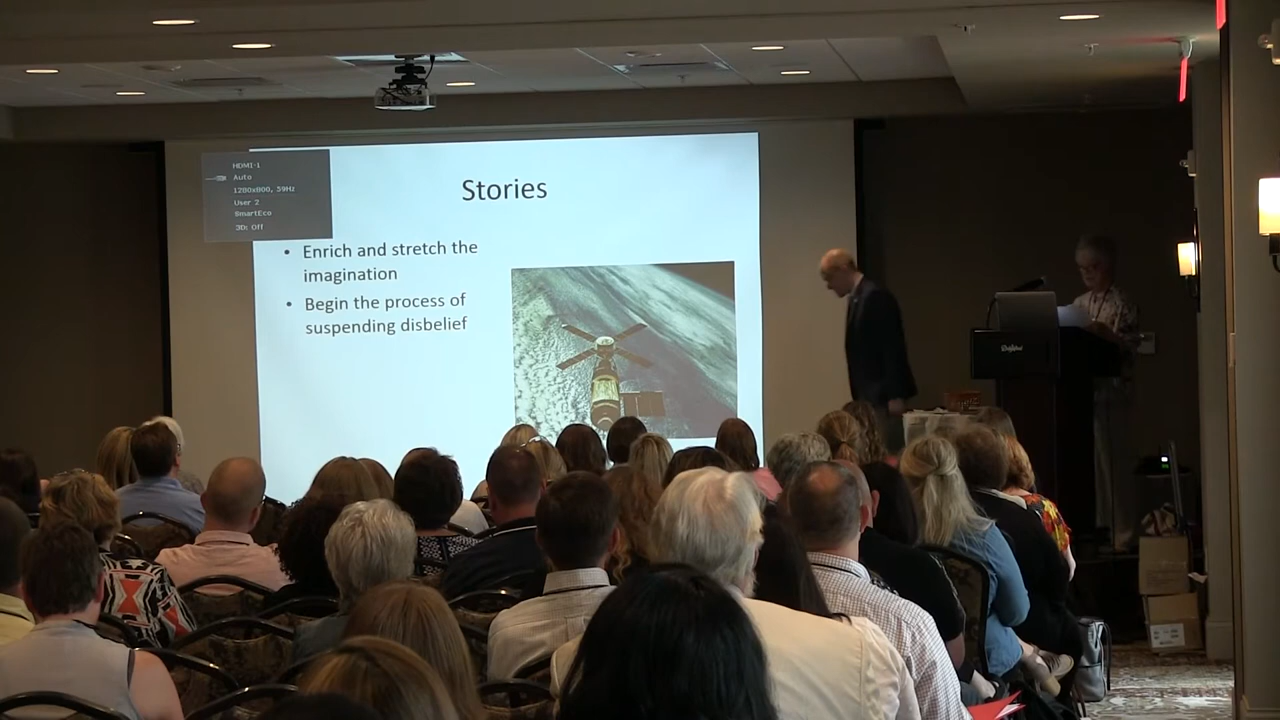 HDMI-1
Auto
1280x800, 59Hz
User 2
SmartEco
3D: Off
Stories
• Enrich and stretch the
imagination
• Begin the process of
suspending disbelief